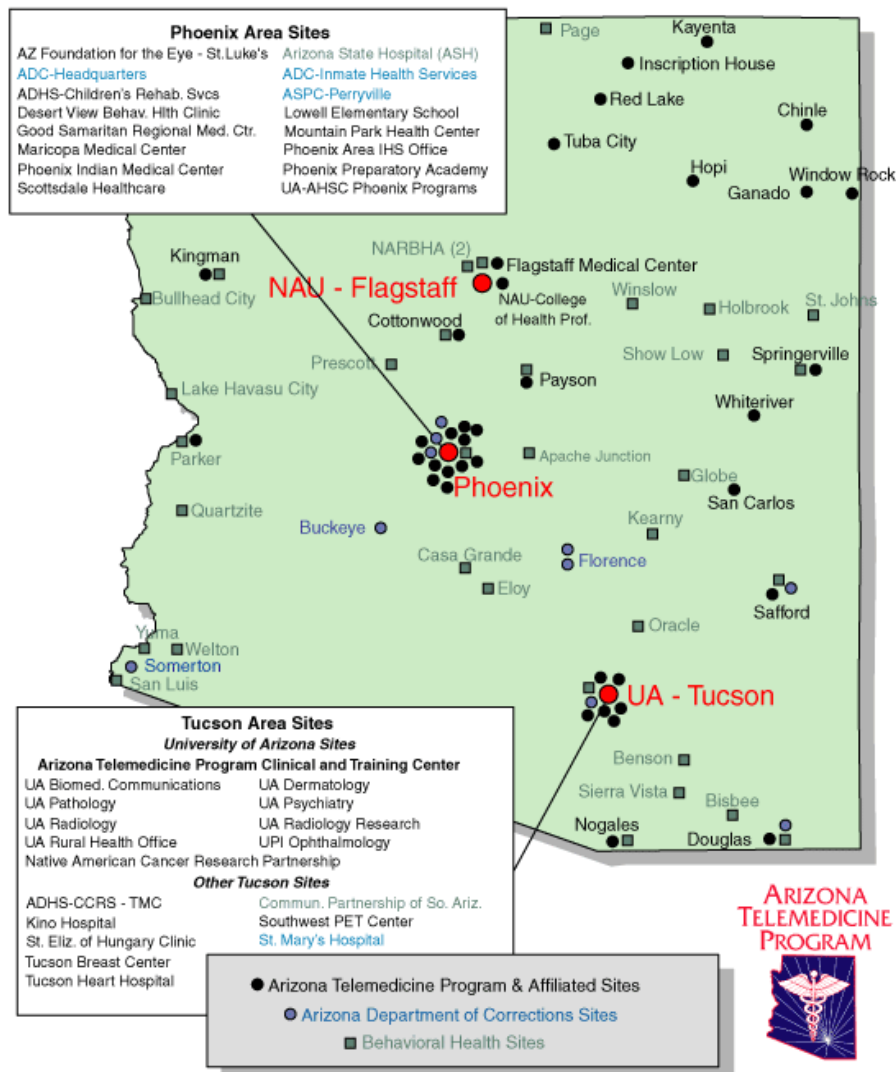 Phoenix Area Sites
AZ Foundation for the Eye - St.Luke's
Arizona State Hospital (ASH)
ADC-Headquarters
ADC-Inmate Health Services
ADHS-Children's Rehab. Svcs
ASPC-Perryville
Desert View Behav. Hlth Clinic
Lowell Elementary School
Good Samaritan Regional Med. Ctr.
Mountain Park Health Center
Maricopa Medical Center
Phoenix Area IHS Office
Phoenix Indian Medical Center
Phoenix Preparatory Academy
Scottsdale Healthcare
UA-AHSC Phoenix Programs
Page
Kayenta
Inscription House
Red Lake
Chinle
Tuba City
Hopi
Window Rock
Ganado
NARBHA (2)
Kingman
Flagstaff Medical Center
NAU - Flagstaff
Bullhead City
NAU-College
of Health Prof.
Winslow
Holbrook
St. Johns
Cottonwood
Prescott
Show Low
Springerville
Payson
Lake Havasu City
Whiteriver
Parker
Apache Junction
Phoenix
Globe
San Carlos
Quartzite
Buckeye
Kearny
Casa Grande
Florence
Eloy
Safford
Oracle
Yuma
Welton
Somerton
San Luis
UA - Tucson
Benson
Sierra Vista
Bisbee
Nogales
Douglas
Tucson Area Sites
University of Arizona Sites
Arizona Telemedicine Program Clinical and Training Center
UA Biomed. Communications
UA Dermatology
UA Pathology
UA Psychiatry
UA Radiology
UA Radiology Research
UA Rural Health Office
UPI Ophthalmology
Native American Cancer Research Partnership
Other Tucson Sites
ADHS-CCRS - TMC
Commun. Partnership of So. Ariz.
Kino Hospital
Southwest PET Center
St. Eliz. of Hungary Clinic
St. Mary's Hospital
Tucson Breast Center
Tucson Heart Hospital
Arizona Telemedicine Program & Affiliated Sites
Arizona Department of Corrections Sites
Behavioral Health Sites
ARIZONA
TELEMEDICINE
PROGRAM